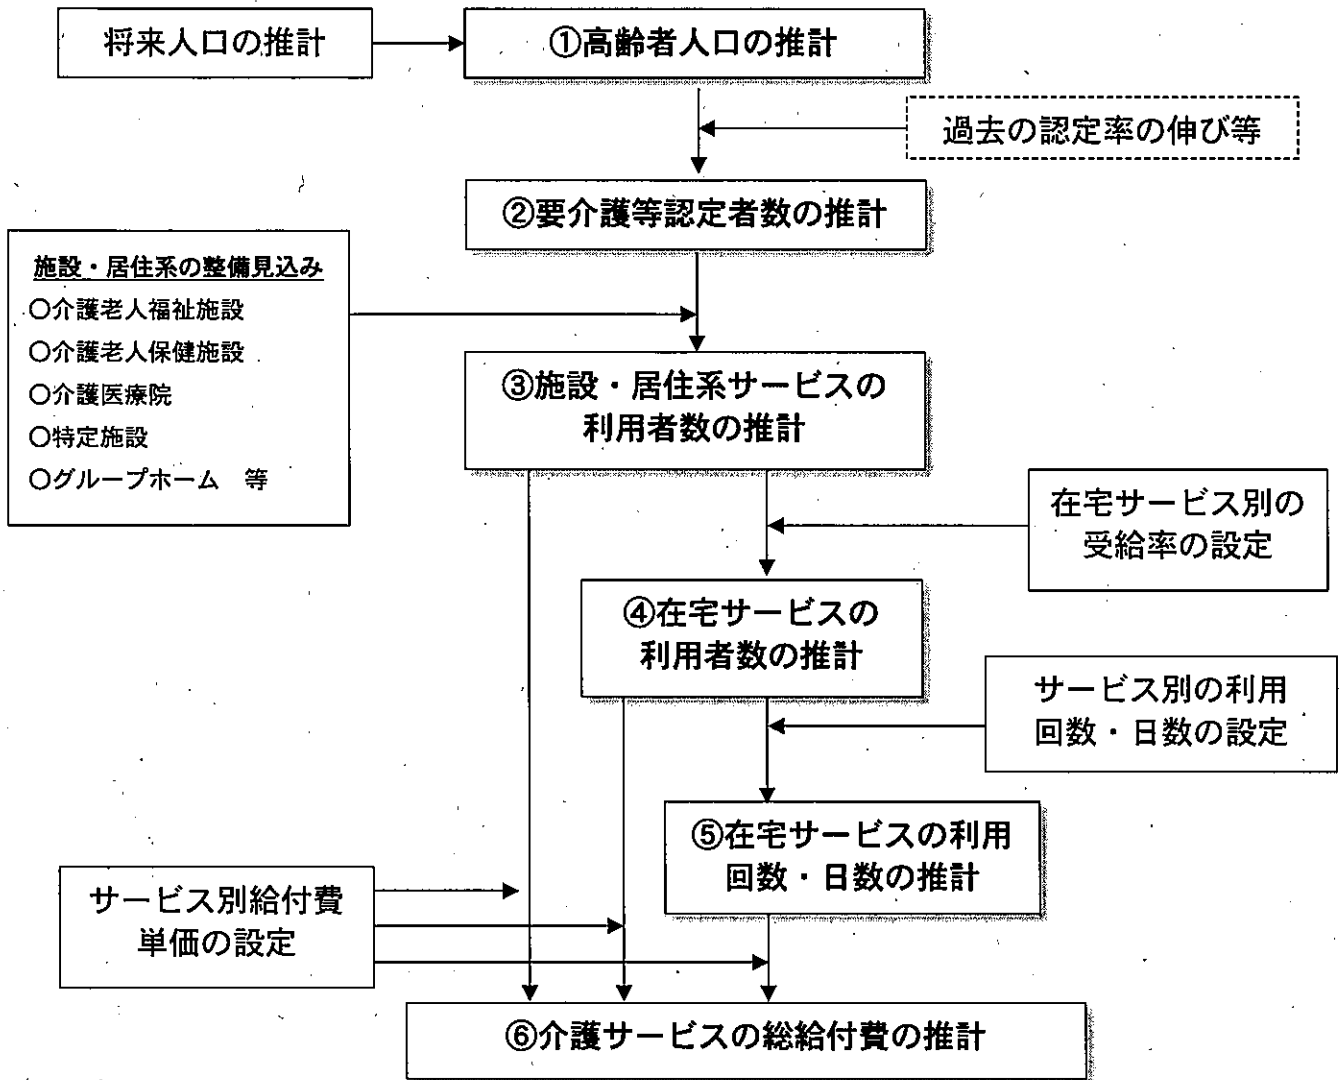 将来人口の推計
①高齢者人口の推計
過去の認定率の伸び等
②要介護等認定者数の推計
施設・居住系の整備見込み
○介護老人福祉施設
○介護老人保健施設
○介護医療院
○特定施設
○グループホーム　等
③施設・居住系サービスの
利用者数の推計
在宅サービス別の
受給率の設定
④在宅サービスの
利用者数の推計
サービス別の利用
回数・日数の設定
⑤在宅サービスの利用
回数・日数の推計
サービス別給付費
単価の設定
⑥介護サービスの総給付費の推計